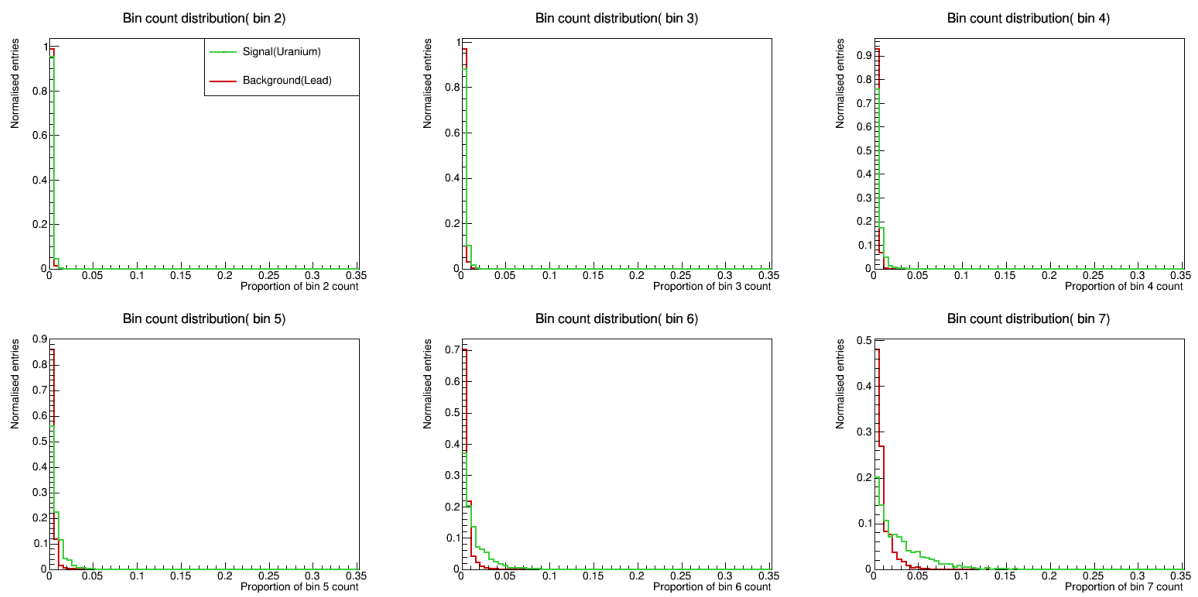 Bin count distribution( bin 2)
Normalised entries
1
0.8
0.6
0.4
0.2
0
Signal(Uranium)
Background(Lead)
0 0.05 0.1 0.15 0.2 0.25 0.3 0.35
Proportion of bin 2 count
Bin count distribution( bin 3)
Normalised entries
1
0.8
0.6
0.4
0.2
0
0 0.05 0.1 0.15 0.2 0.25 0.3 0.35
Proportion of bin 3 count
Bin count distribution( bin 4)
Normalised entries
0.9
0.8
0.7
0.6
0.5
0.4
0.3
0.2
0.1
0
0 0.05 0.1 0.15 0.2 0.25 0.3 0.35
Proportion of bin 4 count
Bin count distribution( bin 5)
Normalised entries
0.9
0.8
0.7
0.6
0.5
0.4
0.3
0.2
0.1
0
0 0.05 0.1 0.15 0.2 0.25 0.3 0.35
Proportion of bin 5 count
Bin count distribution( bin 6)
Normalised entries
0.7
0.6
0.5
0.4
0.3
0.2
0.1
0
0 0.05 0.1 0.15 0.2 0.25 0.3 0.35
Proportion of bin 6 count
Bin count distribution( bin 7)
Normalised entries
0.5
0.4
0.3
0.2
0.1
0
0 0.05 0.1 0.15 0.2 0.25 0.3 0.35
Proportion of bin 7 count